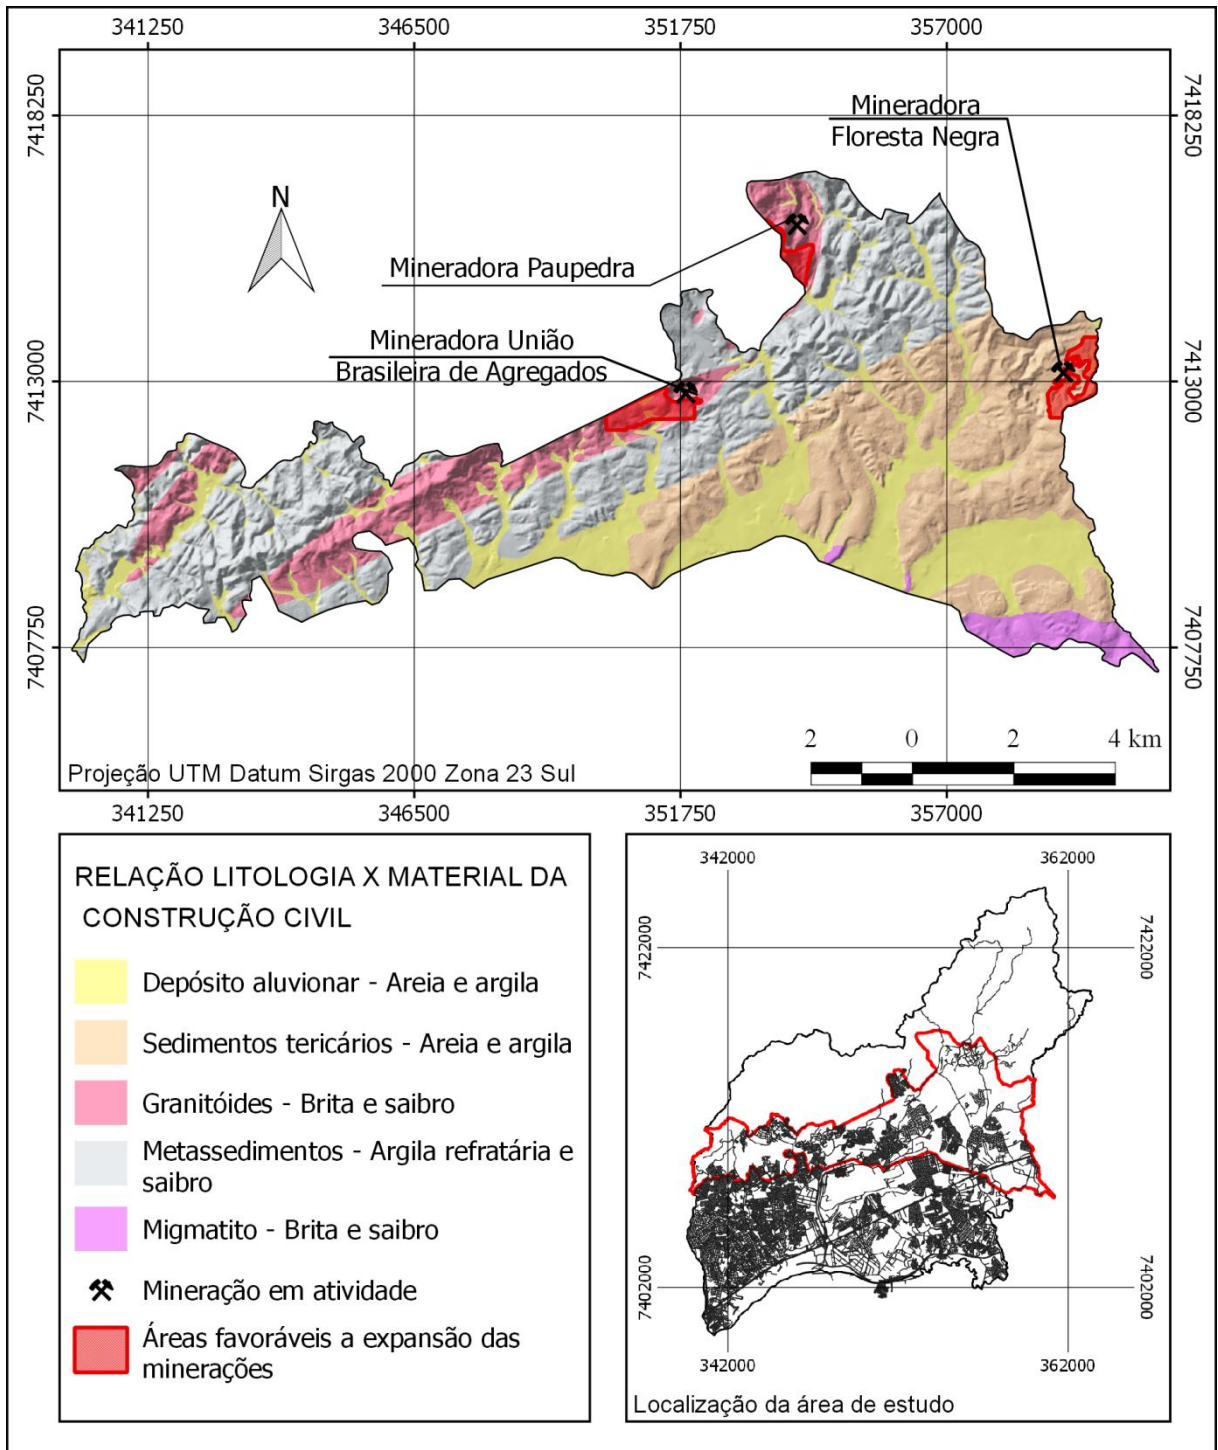 341250
346500
351750
357000
7418250
7418250
Mineradora
Floresta Negra
N
Mineradora Paupedra
Mineradora União
Brasileira de Agregados
7413000
7413000
7407750
7407750
2 0 2 4 km
Projeção UTM Datum Sirgas 2000 Zona 23 Sul
341250
346500
351750
357000
RELAÇÃO LITOLOGIA X MATERIAL DA
CONSTRUÇÃO CIVIL
Depósito aluvionar - Areia e argila
Sedimentos tericários - Areia e argila
Granitóides - Brita e saibro
Metassedimentos - Argila refratária e
saibro
Migmatito - Brita e saibro
Mineração em atividade
Áreas favoráveis a expansão das
minerações
342000
362000
7422000
7422000
7402000
7402000
342000
362000
Localização da área de estudo